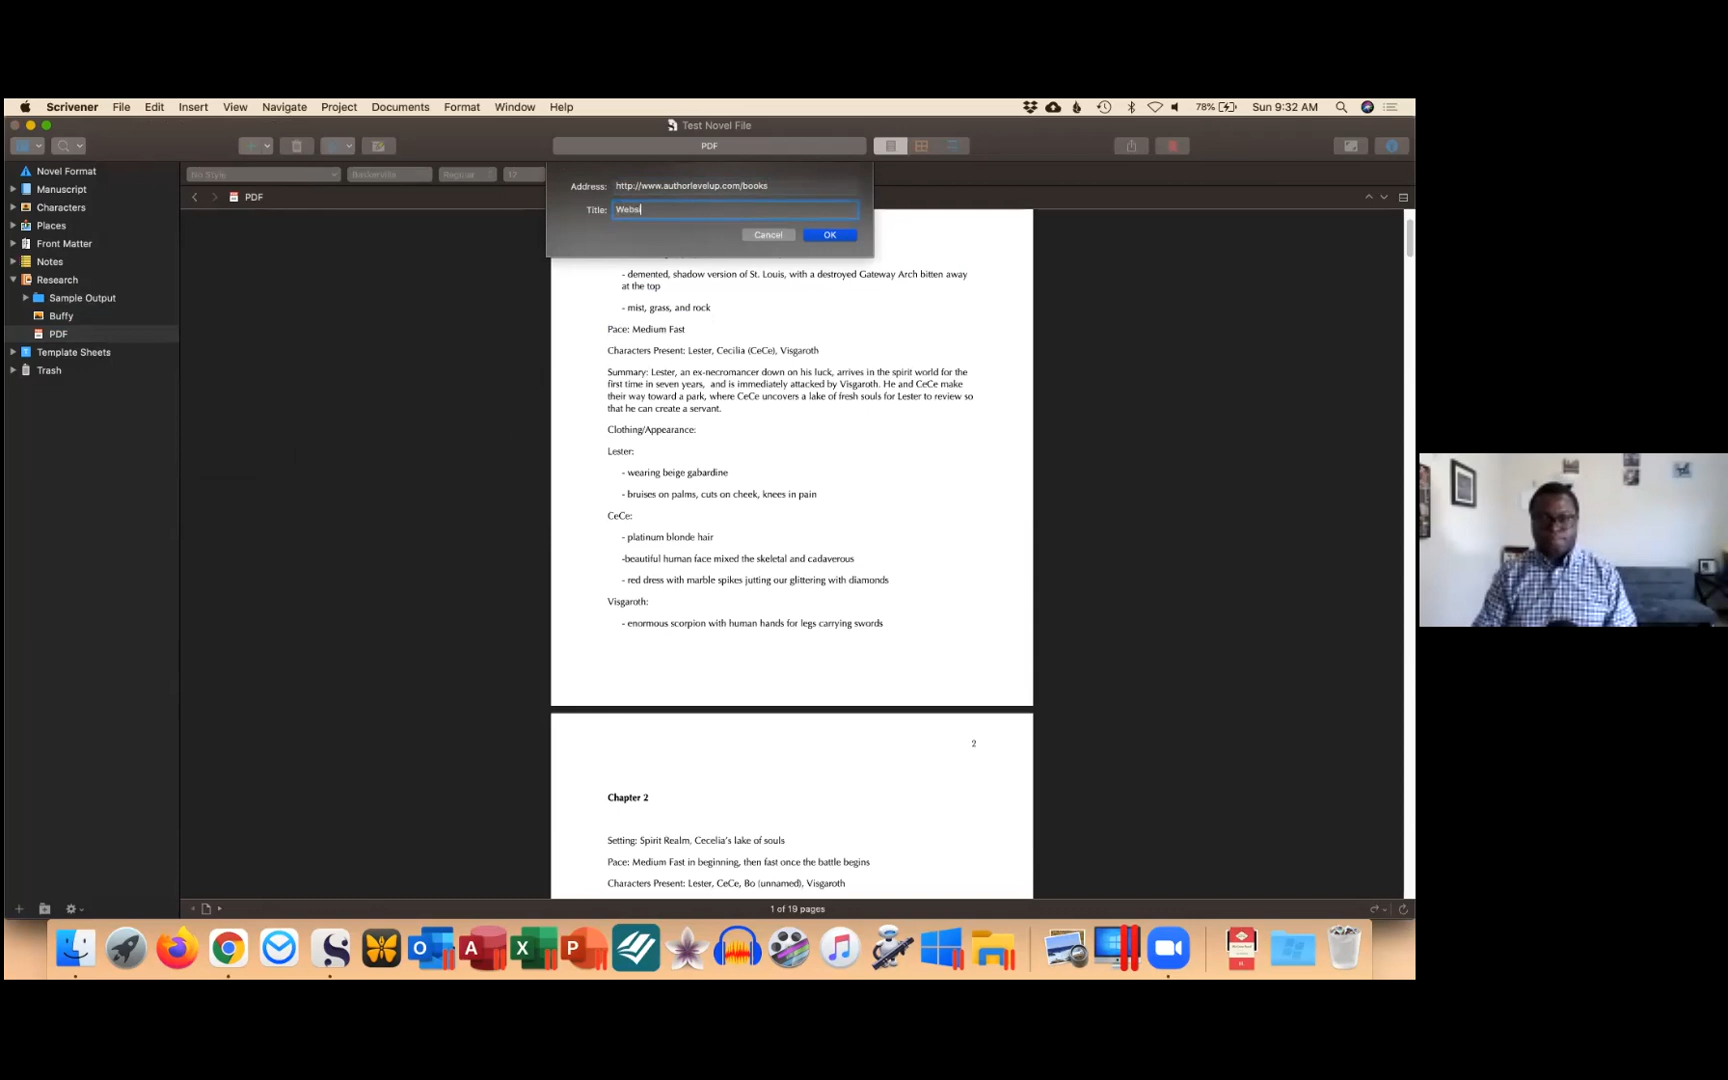 Scrivener File Edit Insert View Navigate Project Documents Format Window Help 78% Sun 9:32 AM
Test Novel File
PDF
No Style Baskerville Regular 12
PDF
Address: http://www.authorlevelup.com/books
Title: Websi
Cancel OK
Novel Format
Manuscript
Characters
Places
Front Matter
Notes
Research
Sample Output
Buffy
PDF
Template Sheets
Trash
- demented, shadow version of St. Louis, with a destroyed Gateway Arch bitten away
at the top
- mist, grass, and rock
Pace: Medium Fast
Characters Present: Lester, Cecilia (CeCe), Visgaroth
Summary: Lester, an ex-necromancer down on his luck, arrives in the spirit world for the
first time in seven years, and is immediately attacked by Visgaroth. He and CeCe make
their way toward a park, where CeCe uncovers a lake of fresh souls for Lester to review so
that he can create a servant.
Clothing/Appearance:
Lester:
- wearing beige gabardine
- bruises on palms, cuts on cheek, knees in pain
CeCe:
- platinum blonde hair
-beautiful human face mixed the skeletal and cadaverous
- red dress with marble spikes jutting our glittering with diamonds
Visgaroth:
- enormous scorpion with human hands for legs carrying swords
2
Chapter 2
Setting: Spirit Realm, Cecelia's lake of souls
Pace: Medium Fast in beginning, then fast once the battle begins
Characters Present: Lester, CeCe, Bo (unnamed), Visgaroth
1 of 19 pages